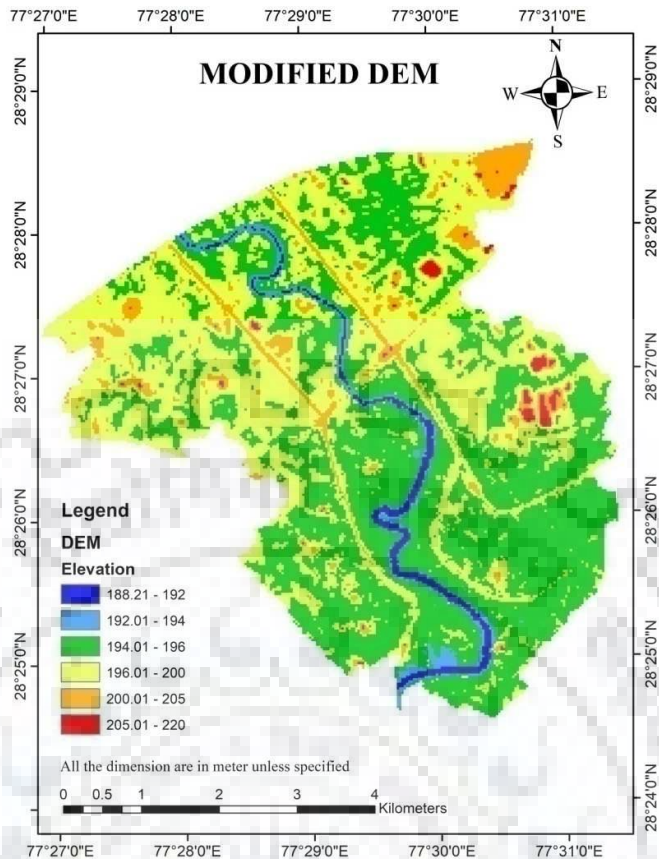 77°27'0"E 77°28'0"E 77°29'0"E 77°30'0"E 77°31'0"E
MODIFIED DEM
N
W E
S
28°29'0"N 28°29'0"N
28°28'0"N 28°28'0"N
28°27'0"N 28°27'0"N
28°26'0"N 28°26'0"N
28°25'0"N 28°25'0"N
28°24'0"N
Legend
DEM
Elevation
188.21 - 192
192.01 - 194
194.01 - 196
196.01 - 200
200.01 - 205
205.01 - 220
All the dimension are in meter unless specified
0 0.5 1 2 3 4
Kilometers
77°27'0"E 77°28'0"E 77°29'0"E 77°30'0"E 77°31'0"E